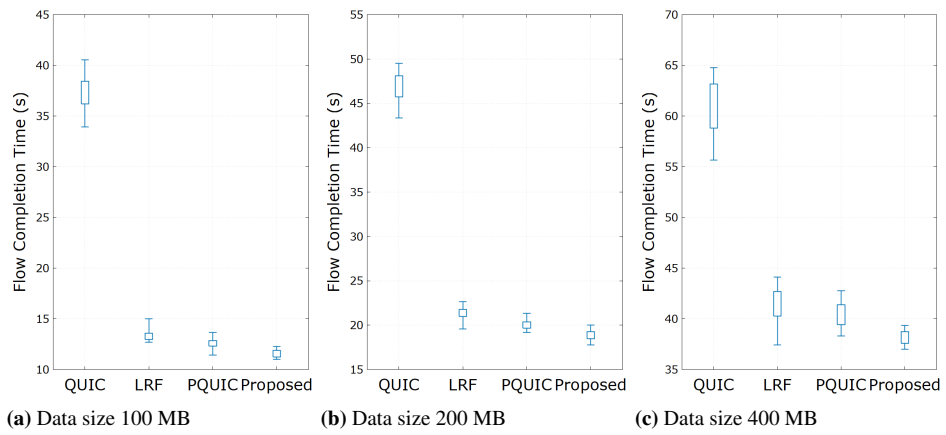 Flow Completion Time (s)
45
40
35
30
25
20
15
10
QUIC LRF PQUIC Proposed
(a) Data size 100 MB
Flow Completion Time (s)
55
50
45
40
35
30
25
20
15
QUIC LRF PQUIC Proposed
(b) Data size 200 MB
Flow Completion Time (s)
70
65
60
55
50
45
40
35
QUIC LRF PQUIC Proposed
(c) Data size 400 MB